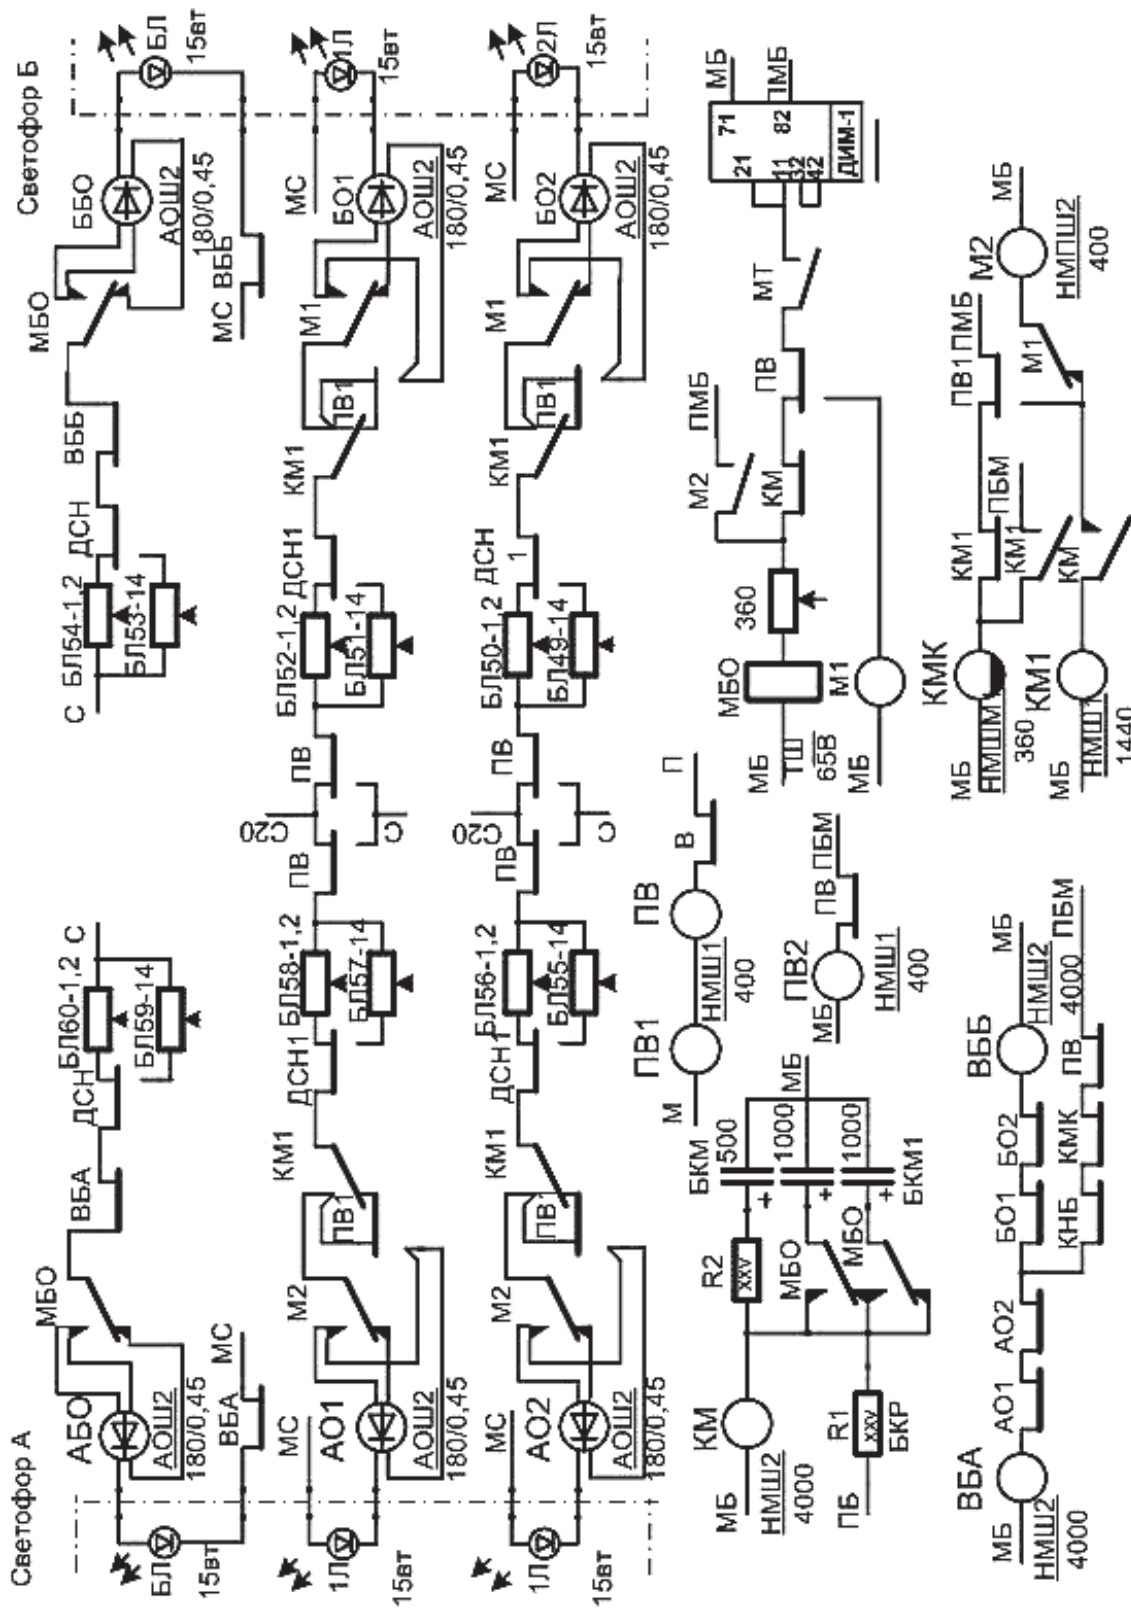 Светофор А
АБО
АОШ2
180/0,45
БЛ
15вт
МС
ВБА
МБО
ВБА
ДСН
БЛ60-1,2
С
БЛ59-14
С
БЛ54-1,2
БЛ53-14
ДСН
ВББ
МБО
ББО
АОШ2
180/0,45
МС
ВББ
БЛ
15вт
Светофор Б
МС
1Л
15вт
АО1
АОШ2
180/0,45
М2
ПВ1
КМ1
ДСН1
БЛ58-1,2
БЛ57-14
ПВ
С20
С
ПВ
БЛ52-1,2
БЛ51-14
ДСН1
КМ1
ПВ1
М1
БО1
АОШ2
180/0,45
МС
1Л
15вт
МС
1Л
15вт
АО2
АОШ2
180/0,45
М2
ПВ1
КМ1
ДСН1
БЛ56-1,2
БЛ55-14
ПВ
С20
С
ПВ
БЛ50-1,2
БЛ49-14
ДСН
1
КМ1
ПВ1
М1
БО2
АОШ2
180/0,45
МС
2Л
15вт
КМ
МБ
НМШ2
4000
R2
xxv
БКМ
500
1000
1000
БКМ1
МБ
МБО
МБО
R1
xxv
БКР
ПБ
М
ПВ1
НМШ1
400
ПВ
В
П
МБ
ПВ2
НМШ1
400
ПВ
ПБМ
МБО
МБ
ТШ
65В
360
М2
ПМБ
КМ
ПВ
МТ
21
11
32
42
71
82
ДИМ-1
МБ
ПМБ
М1
МБ
ВБА
МБ
НМШ2
4000
АО1
АО2
БО1
БО2
ВББ
НМШ2
4000
МБ
КНБ
КМК
ПВ
ПБМ
КМК
МБ
НМШМ1
360
КМ1
ПВ1
ПМБ
КМ1
ПБМ
КМ1
МБ
НМШ1
1440
КМ
М1
М2
НМПШ2
400
МБ